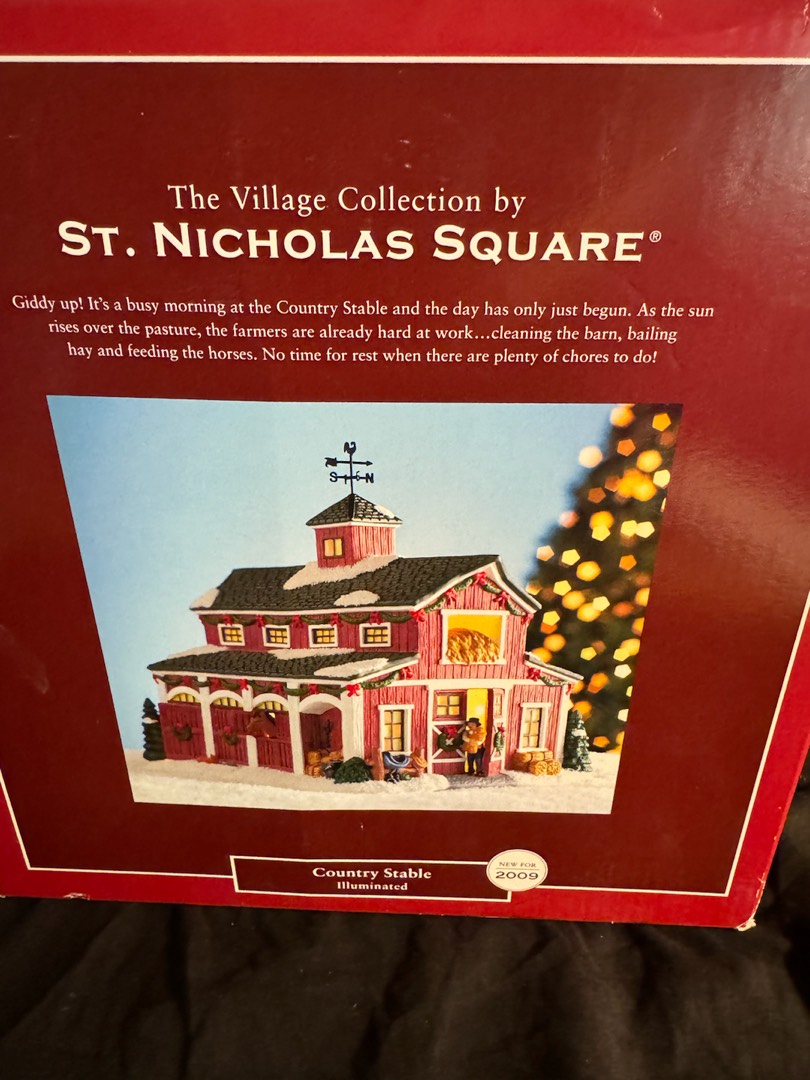 The Village Collection by
ST. NICHOLAS SQUARE®
Giddy up! It's a busy morning at the Country Stable and the day has only just begun. As the sun
rises over the pasture, the farmers are already hard at work...cleaning the barn, bailing
hay and feeding the horses. No time for rest when there are plenty of chores to do!
S N
Country Stable
Illuminated
NEW FOR
2009